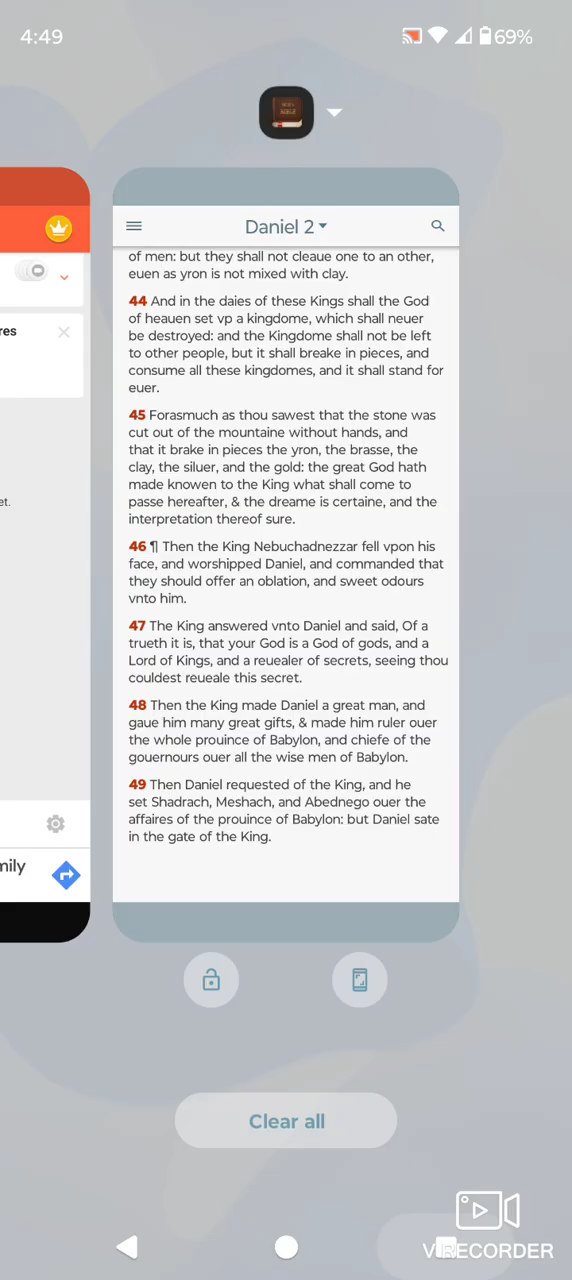 4:49
69%
BIBLE
Daniel 2
of men: but they shall not cleaue one to an other,
euen as yron is not mixed with clay.
44 And in the daies of these Kings shall the God
of heauen set vp a kingdome, which shall neuer
be destroyed: and the Kingdome shall not be left
to other people, but it shall breake in pieces, and
consume all these kingdomes, and it shall stand for
euer.
45 Forasmuch as thou sawest that the stone was
cut out of the mountaine without hands, and
that it brake in pieces the yron, the brasse, the
clay, the siluer, and the gold: the great God hath
made knowen to the King what shall come to
passe hereafter, & the dreame is certaine, and the
interpretation thereof sure.
46 ¶ Then the King Nebuchadnezzar fell vpon his
face, and worshipped Daniel, and commanded that
they should offer an oblation, and sweet odours
vnto him.
47 The King answered vnto Daniel and said, Of a
trueth it is, that your God is a God of gods, and a
Lord of Kings, and a reuealer of secrets, seeing thou
couldest reueale this secret.
48 Then the King made Daniel a great man, and
gaue him many great gifts, & made him ruler ouer
the whole prouince of Babylon, and chiefe of the
gouernours ouer all the wise men of Babylon.
49 Then Daniel requested of the King, and he
set Shadrach, Meshach, and Abednego ouer the
affaires of the prouince of Babylon: but Daniel sate
in the gate of the King.
res
et.
mily
Clear all
V RECORDER